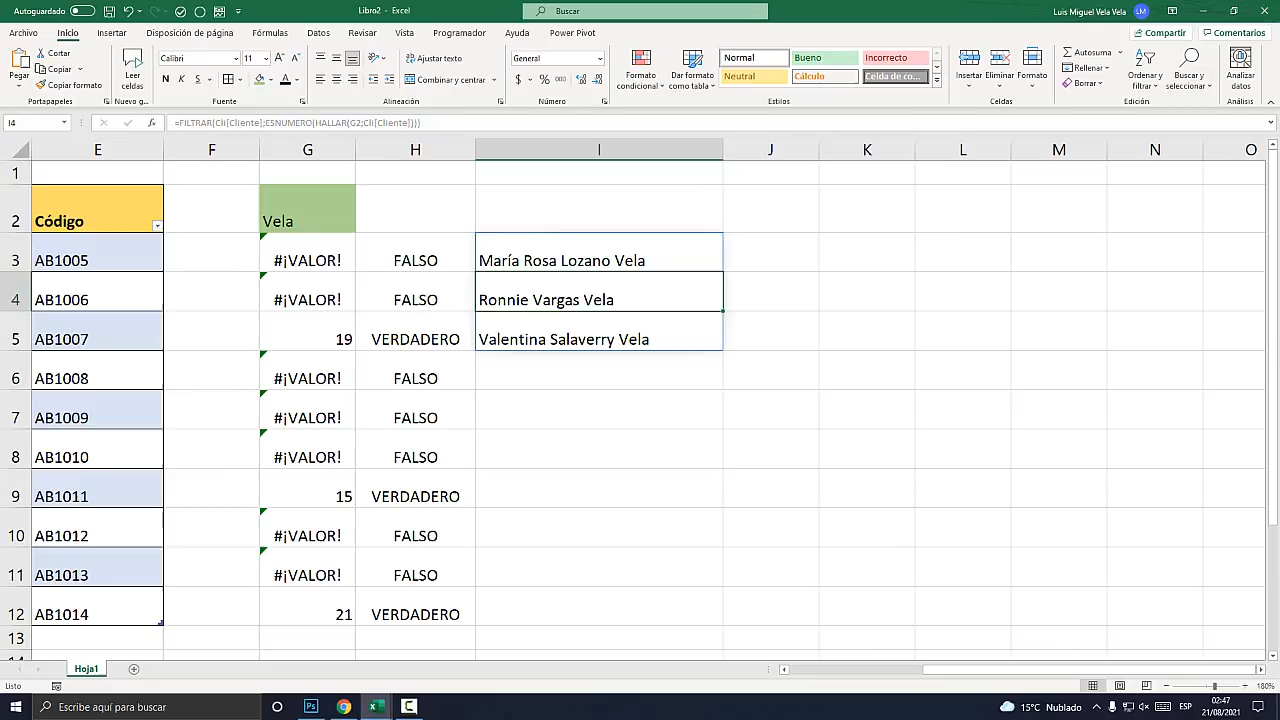 Autoguardado
Libro2 - Excel
Buscar
Luis Miguel Vela Vela
LM
Archivo Inicio Insertar Disposición de página Fórmulas Datos Revisar Vista Programador Ayuda Power Pivot
Compartir
Comentarios
Pegar
Cortar
Copiar
Copiar formato
Portapapeles
Leer celdas
Nuevo g...
Calibri 11
N K S
Fuente
Ajustar texto
Combinar y centrar
Alineación
General
Número
Formato condicional
Dar formato como tabla
Normal Bueno Incorrecto
Neutral Cálculo Celda de co...
Estilos
Insertar Eliminar Formato
Celdas
Autosuma
Rellenar
Borrar
Ordenar y filtrar
Buscar y seleccionar
Edición
Analizar datos
Análisis
I4
=FILTRAR(Cli[Cliente];ESNUMERO(HALLAR(G2;Cli[Cliente])))
E F G H I J K L M N O
1
2 Código Vela
3 AB1005 #¡VALOR! FALSO María Rosa Lozano Vela
4 AB1006 #¡VALOR! FALSO Ronnie Vargas Vela
5 AB1007 19 VERDADERO Valentina Salaverry Vela
6 AB1008 #¡VALOR! FALSO
7 AB1009 #¡VALOR! FALSO
8 AB1010 #¡VALOR! FALSO
9 AB1011 15 VERDADERO
10 AB1012 #¡VALOR! FALSO
11 AB1013 #¡VALOR! FALSO
12 AB1014 21 VERDADERO
13
Hoja1
Listo
180%
Escribe aquí para buscar
15°C Nublado
ESP
02:47
21/08/2021